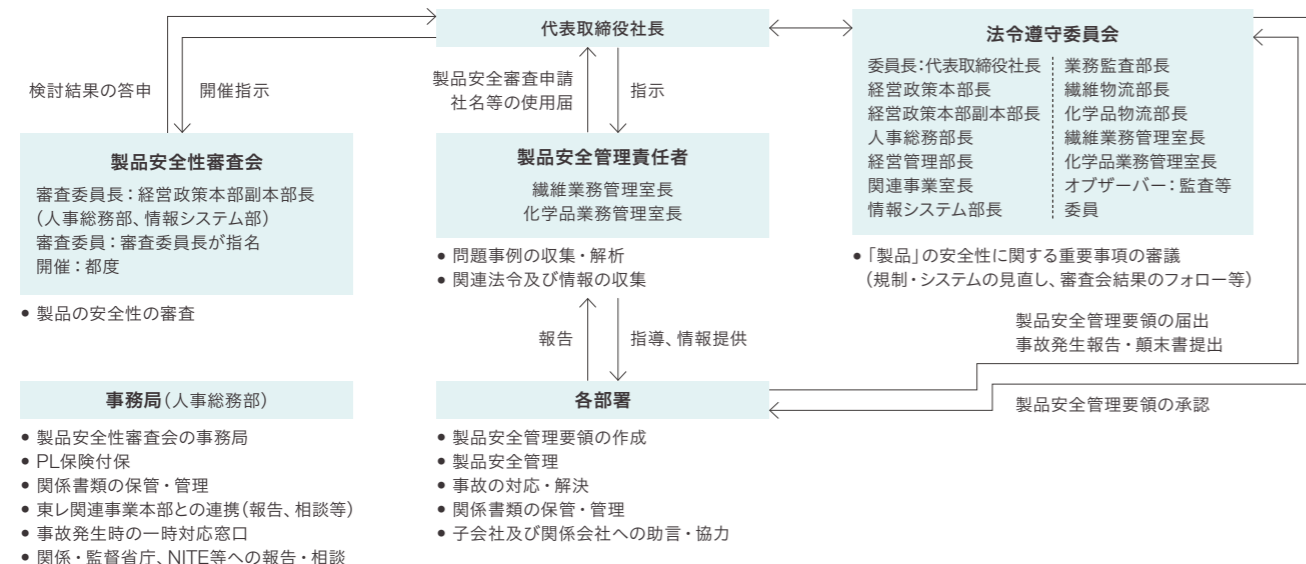 代表取締役社長
検討結果の答申
開催指示
製品安全審査申請
社名等の使用届
指示
法令遵守委員会
委員長：代表取締役社長
経営政策本部長
経営政策本部副本部長
人事総務部長
経営管理部長
関連事業室長
情報システム部長
業務監査部長
繊維物流部長
化学品物流部長
繊維業務管理室長
化学品業務管理室長
オブザーバー：監査等
委員
• 「製品」の安全性に関する重要事項の審議
（規制・システムの見直し、審査会結果のフォロー等）
製品安全性審査会
審査委員長：経営政策本部副本部長
（人事総務部、情報システム部）
審査委員：審査委員長が指名
開催：都度
• 製品の安全性の審査
製品安全管理責任者
繊維業務管理室長
化学品業務管理室長
• 問題事例の収集・解析
• 関連法令及び情報の収集
報告
指導、情報提供
製品安全管理要領の届出
事故発生報告・顛末書提出
製品安全管理要領の承認
事務局（人事総務部）
• 製品安全性審査会の事務局
• PL保険付保
• 関係書類の保管・管理
• 東レ関連事業本部との連携（報告、相談等）
• 事故発生時の一時対応窓口
• 関係・監督省庁、NITE等への報告・相談
各部署
• 製品安全管理要領の作成
• 製品安全管理
• 事故の対応・解決
• 関係書類の保管・管理
• 子会社及び関係会社への助言・協力